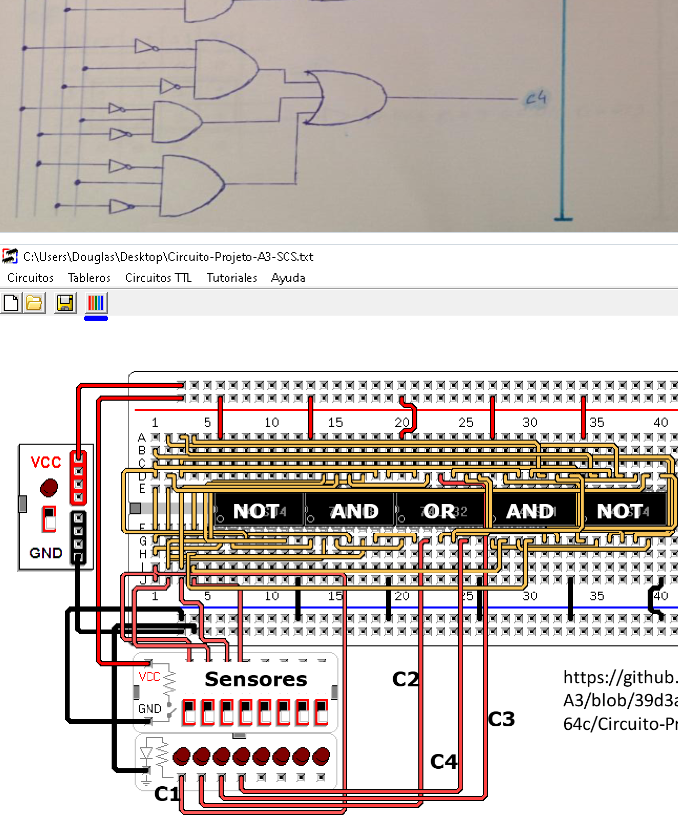 C4
C:\Users\Douglas\Desktop\Circuito-Projeto-A3-SCS.txt
Circuitos Tableros Circuitos TTL Tutoriales Ayuda
1 5 10 15 20 25 30 35 40
A
B
C
D
E
VCC
NOT AND OR AND NOT
F
G
H
GND
J
1 5 10 15 20 25 30 35 40
VCC
Sensores
GND
C2
C3
C4
C1
https://github.
A3/blob/39d3a
64c/Circuito-Pr